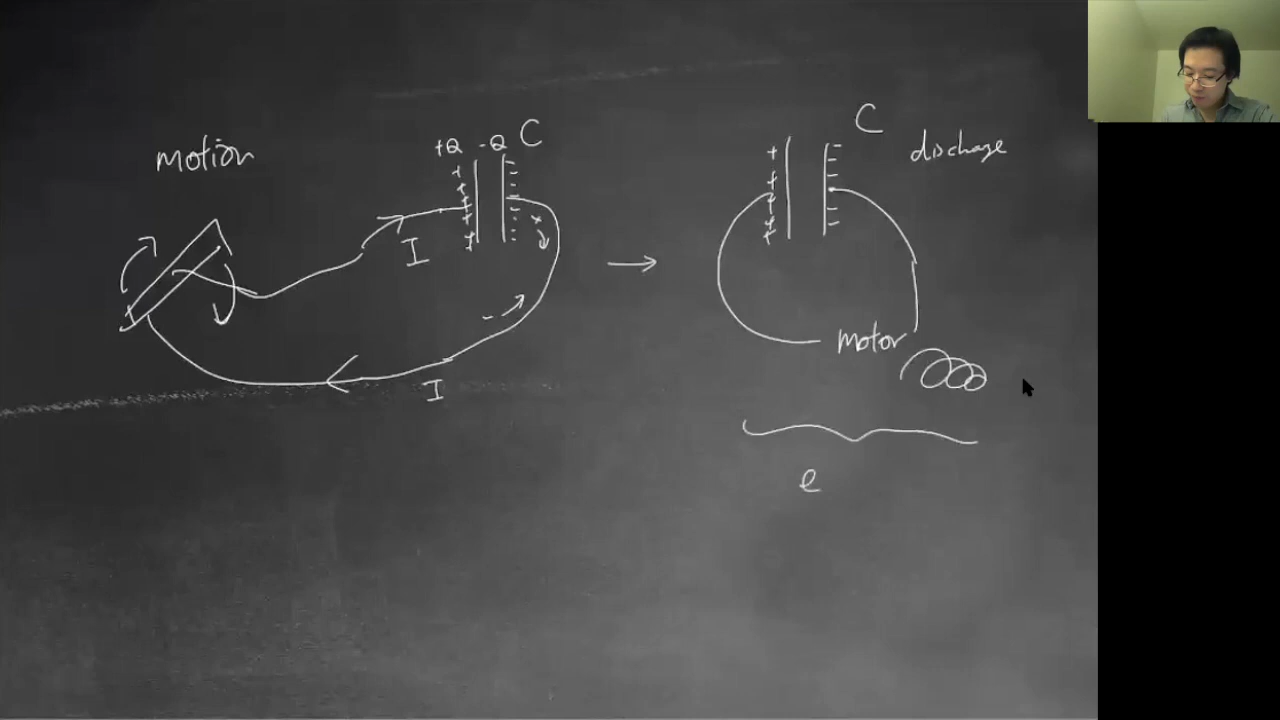 motion
+Q -Q C
+ + + + +
- - - - - -
I
+
-
I
C
dischage
+ + + + +
- - - - -
motor
e